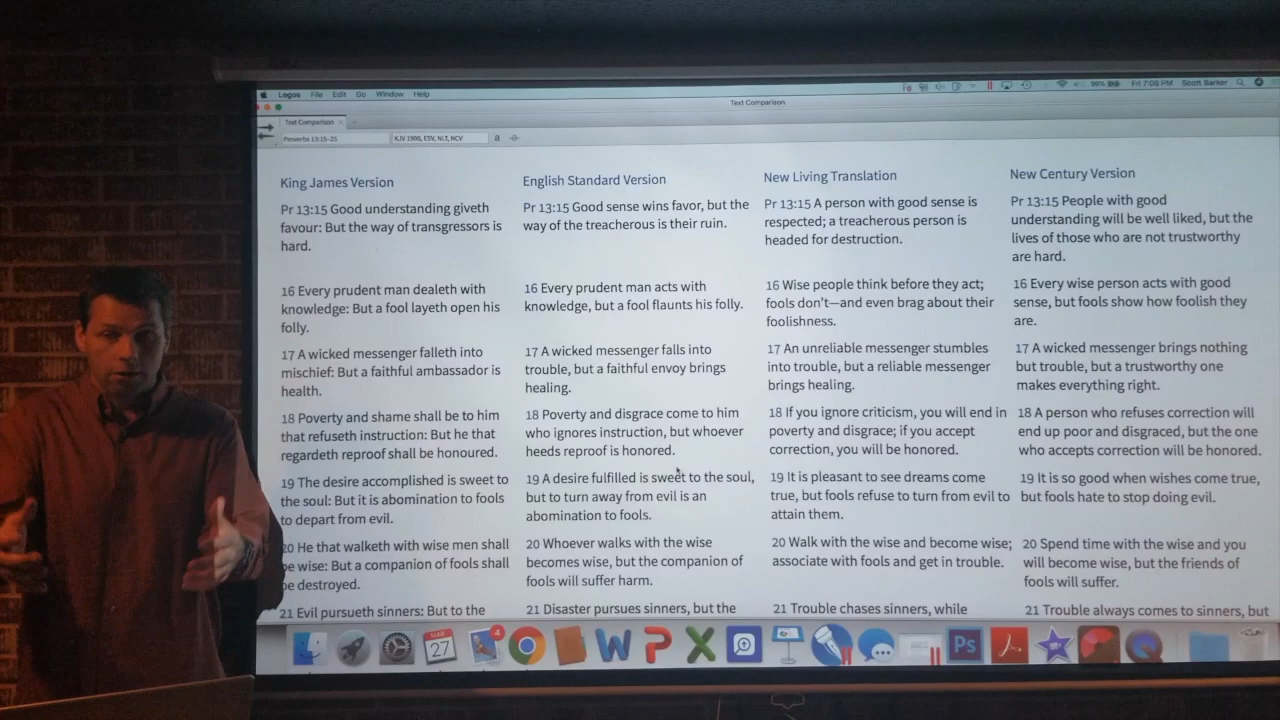 Logos File Edit Go Window Help
Fri 7:08 PM Scott Barker
Text Comparison
Text Comparison
Proverbs 13:15-25
KJV 1900, ESV, NLT, NCV
King James Version
Pr 13:15 Good understanding giveth
favour: But the way of transgressors is
hard.
16 Every prudent man dealeth with
knowledge: But a fool layeth open his
folly.
17 A wicked messenger falleth into
mischief: But a faithful ambassador is
health.
18 Poverty and shame shall be to him
that refuseth instruction: But he that
regardeth reproof shall be honoured.
19 The desire accomplished is sweet to
the soul: But it is abomination to fools
to depart from evil.
20 He that walketh with wise men shall
be wise: But a companion of fools shall
be destroyed.
21 Evil pursueth sinners: But to the
English Standard Version
Pr 13:15 Good sense wins favor, but the
way of the treacherous is their ruin.
16 Every prudent man acts with
knowledge, but a fool flaunts his folly.
17 A wicked messenger falls into
trouble, but a faithful envoy brings
healing.
18 Poverty and disgrace come to him
who ignores instruction, but whoever
heeds reproof is honored.
19 A desire fulfilled is sweet to the soul,
but to turn away from evil is an
abomination to fools.
20 Whoever walks with the wise
becomes wise, but the companion of
fools will suffer harm.
21 Disaster pursues sinners, but the
New Living Translation
Pr 13:15 A person with good sense is
respected; a treacherous person is
headed for destruction.
16 Wise people think before they act;
fools don't—and even brag about their
foolishness.
17 An unreliable messenger stumbles
into trouble, but a reliable messenger
brings healing.
18 If you ignore criticism, you will end in
poverty and disgrace; if you accept
correction, you will be honored.
19 It is pleasant to see dreams come
true, but fools refuse to turn from evil to
attain them.
20 Walk with the wise and become wise;
associate with fools and get in trouble.
21 Trouble chases sinners, while
New Century Version
Pr 13:15 People with good
understanding will be well liked, but the
lives of those who are not trustworthy
are hard.
16 Every wise person acts with good
sense, but fools show how foolish they
are.
17 A wicked messenger brings nothing
but trouble, but a trustworthy one
makes everything right.
18 A person who refuses correction will
end up poor and disgraced, but the one
who accepts correction will be honored.
19 It is so good when wishes come true,
but fools hate to stop doing evil.
20 Spend time with the wise and you
will become wise, but the friends of
fools will suffer.
21 Trouble always comes to sinners, but
MAR
27
4
Ps